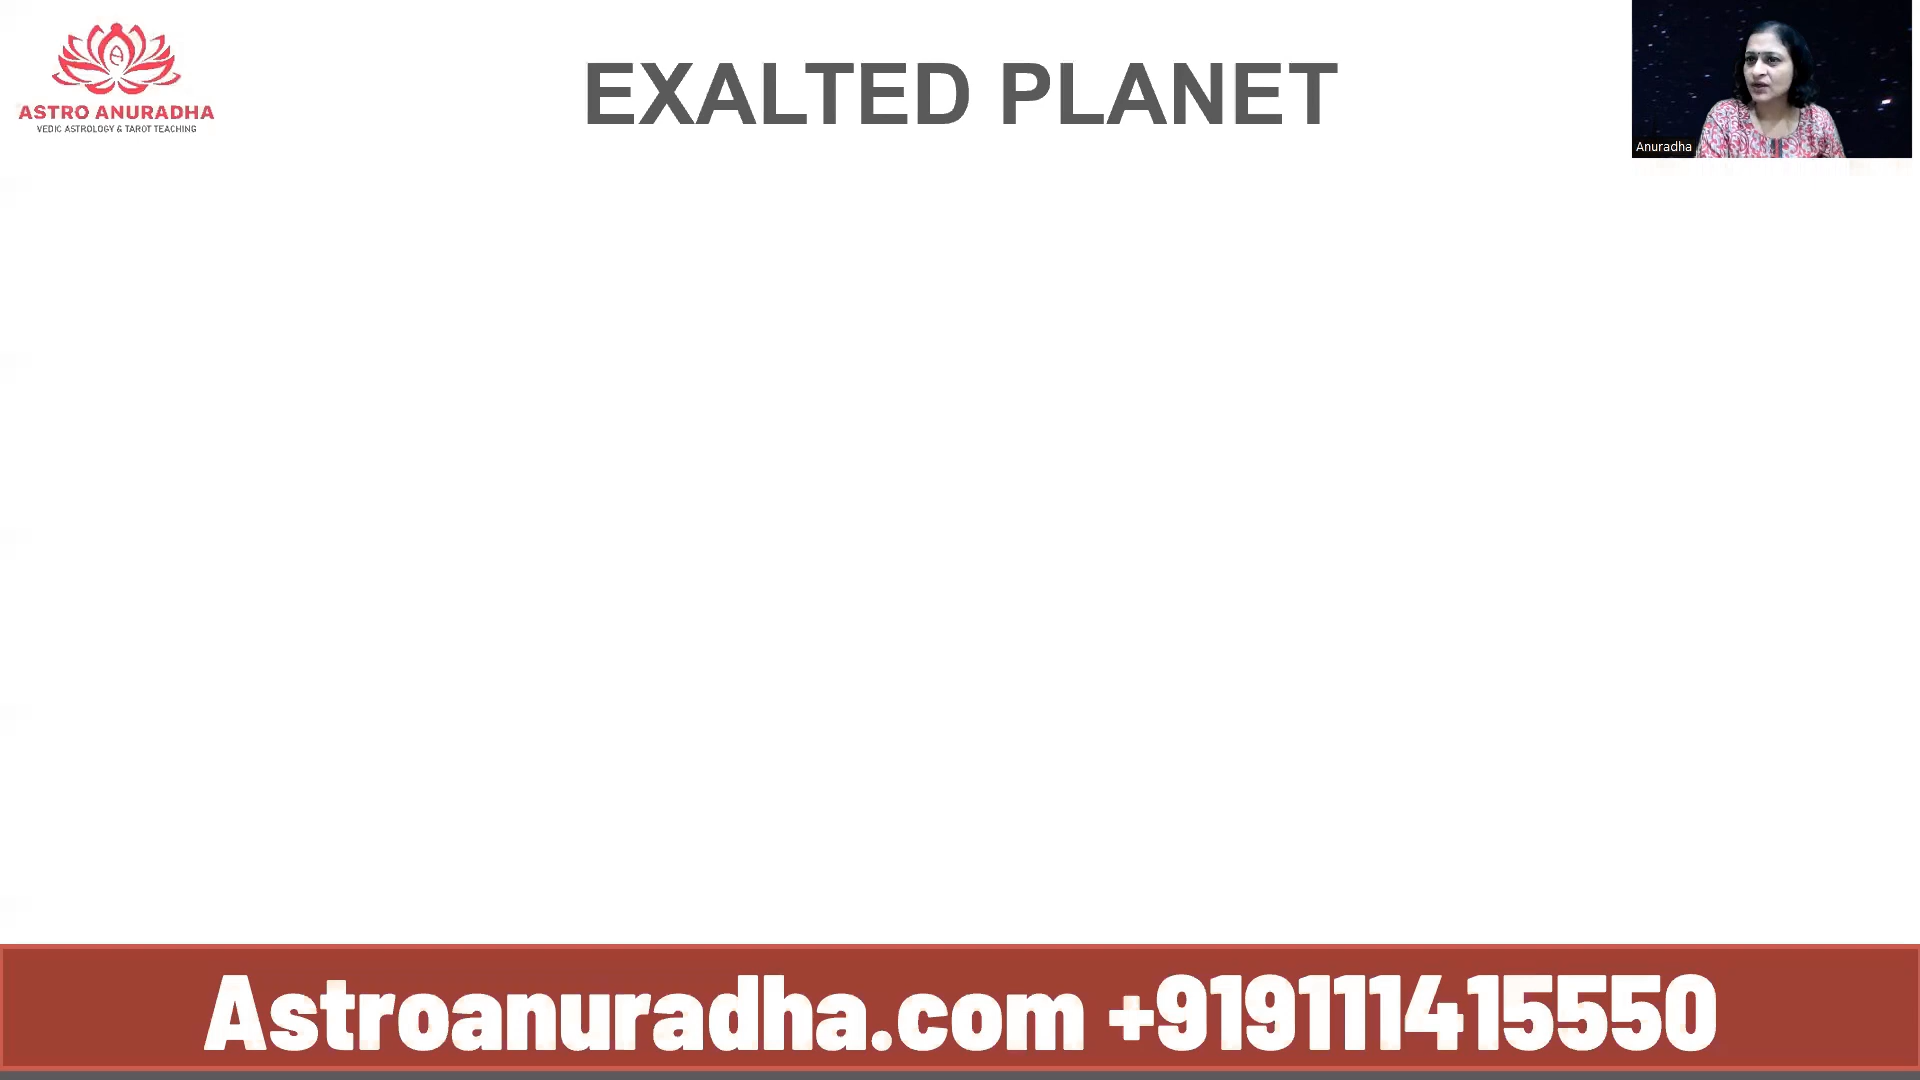 ASTRO ANURADHA
VEDIC ASTROLOGY & TAROT TEACHING
EXALTED PLANET
Anuradha
Astroanuradha.com +919111415550